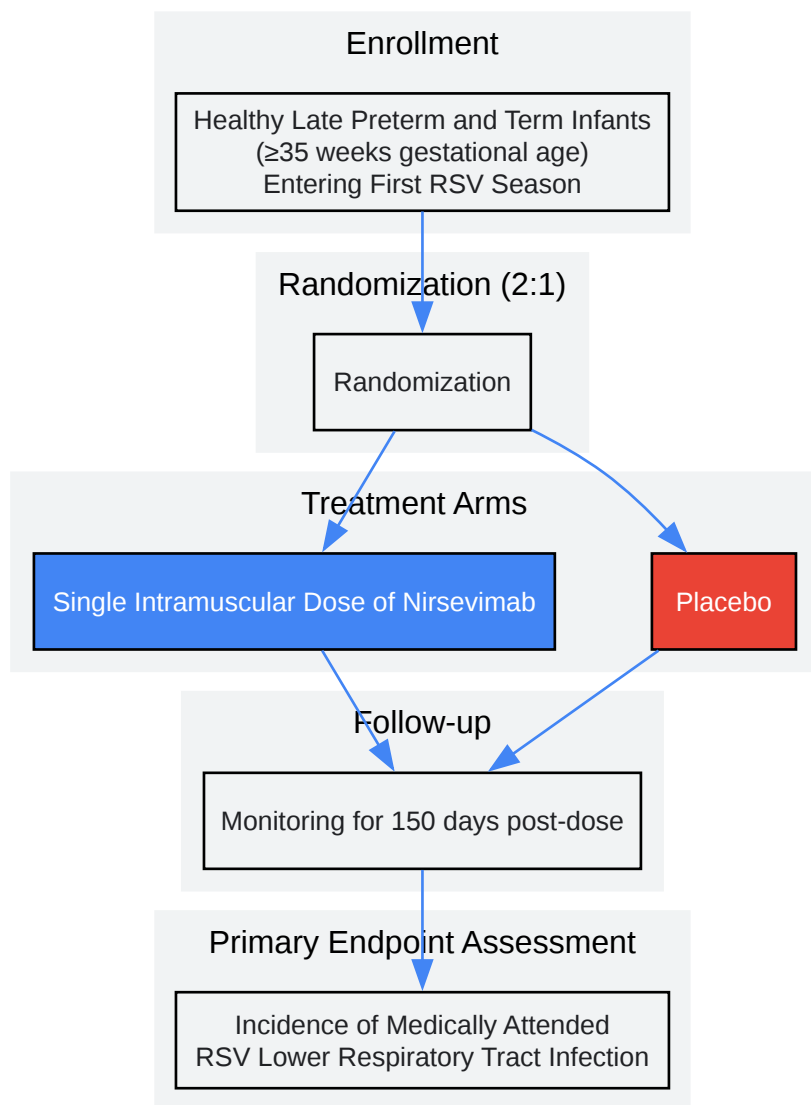 Enrollment
Healthy Late Preterm and Term Infants
(≥35 weeks gestational age)
Entering First RSV Season
Randomization (2:1)
Randomization
Treatment Arms
Single Intramuscular Dose of Nirsevimab
Placebo
Follow-up
Monitoring for 150 days post-dose
Primary Endpoint Assessment
Incidence of Medically Attended
RSV Lower Respiratory Tract Infection